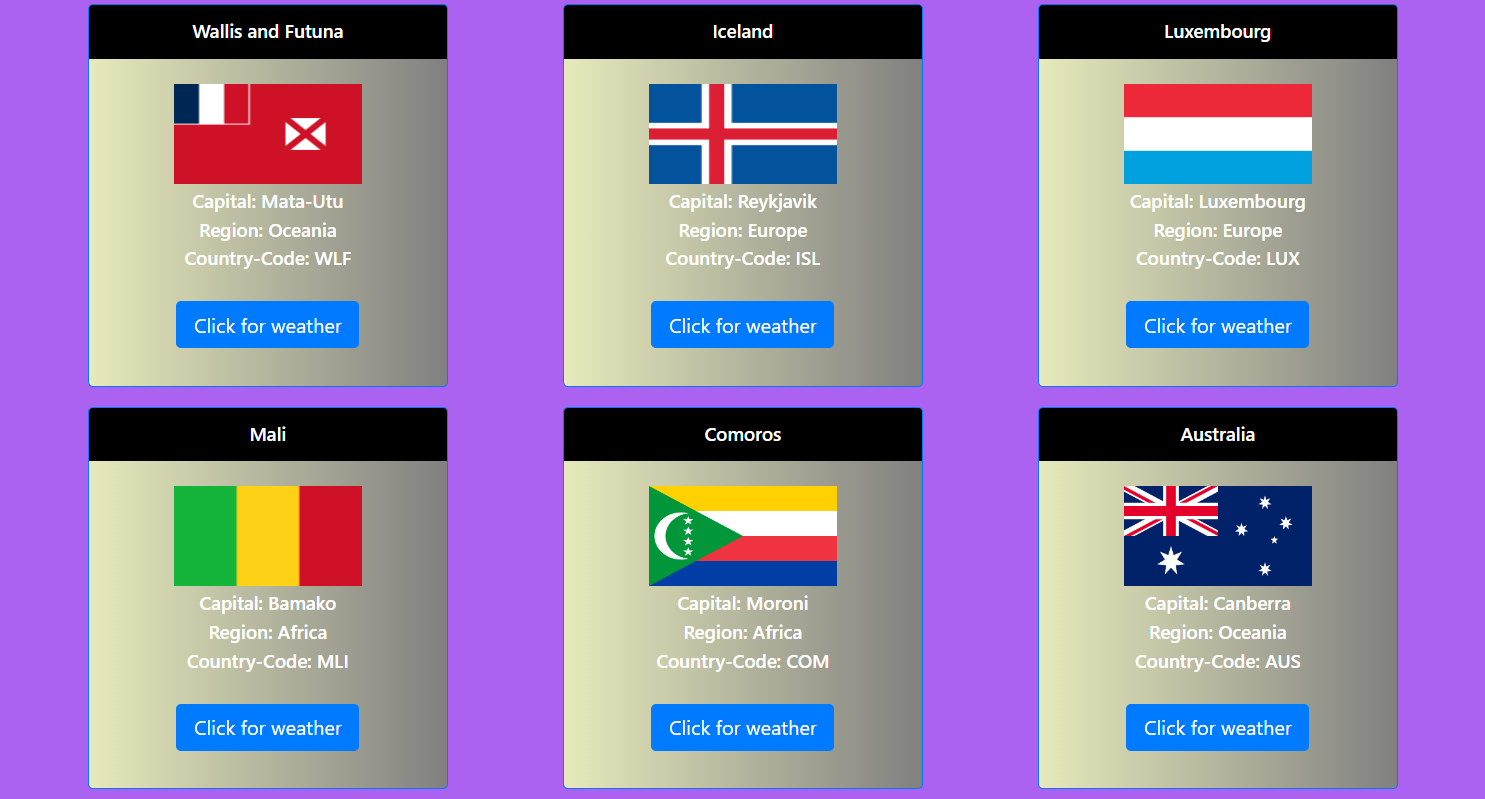 Wallis and Futuna
Capital: Mata-Utu
Region: Oceania
Country-Code: WLF
Click for weather
Iceland
Capital: Reykjavik
Region: Europe
Country-Code: ISL
Click for weather
Luxembourg
Capital: Luxembourg
Region: Europe
Country-Code: LUX
Click for weather
Mali
Capital: Bamako
Region: Africa
Country-Code: MLI
Click for weather
Comoros
Capital: Moroni
Region: Africa
Country-Code: COM
Click for weather
Australia
Capital: Canberra
Region: Oceania
Country-Code: AUS
Click for weather